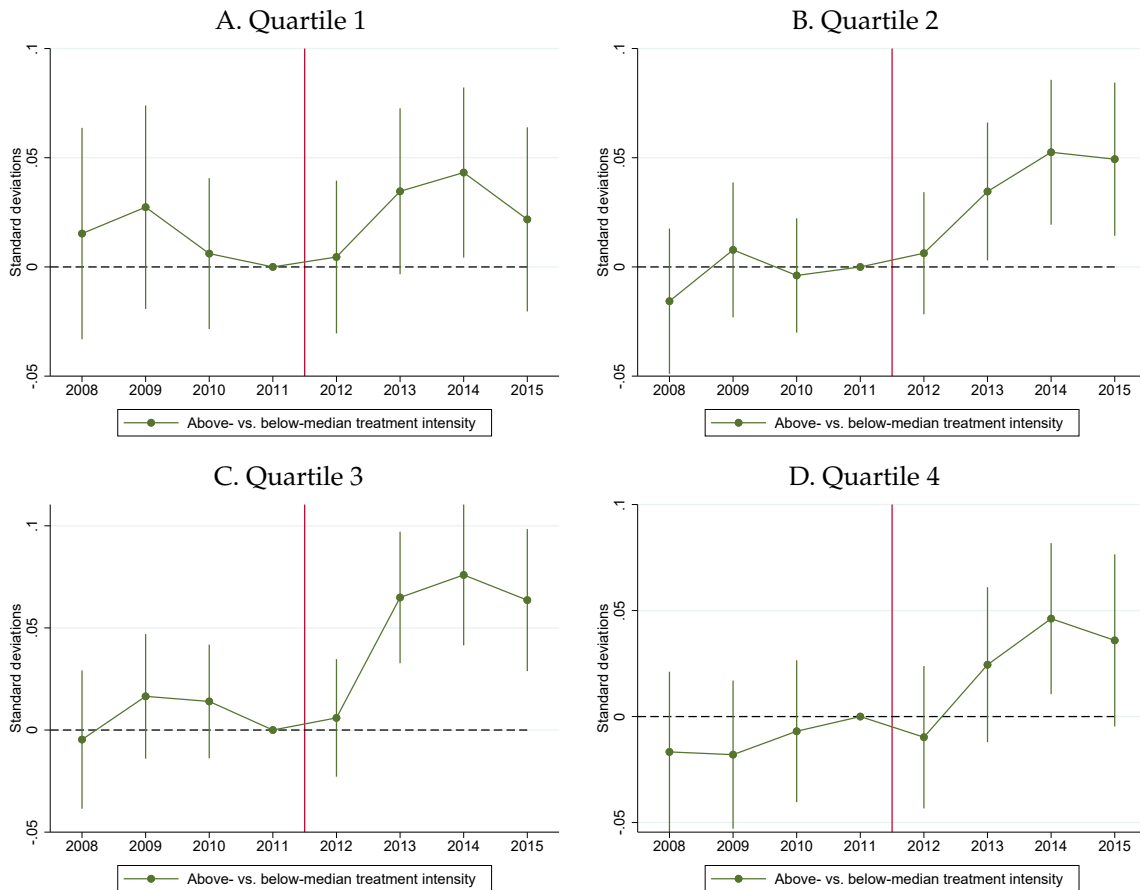 A. Quartile 1
Standard deviations
.1
.05
0
-.05
2008 2009 2010 2011 2012 2013 2014 2015
Above- vs. below-median treatment intensity
B. Quartile 2
Standard deviations
.1
.05
0
-.05
2008 2009 2010 2011 2012 2013 2014 2015
Above- vs. below-median treatment intensity
C. Quartile 3
Standard deviations
.1
.05
0
-.05
2008 2009 2010 2011 2012 2013 2014 2015
Above- vs. below-median treatment intensity
D. Quartile 4
Standard deviations
.1
.05
0
-.05
2008 2009 2010 2011 2012 2013 2014 2015
Above- vs. below-median treatment intensity